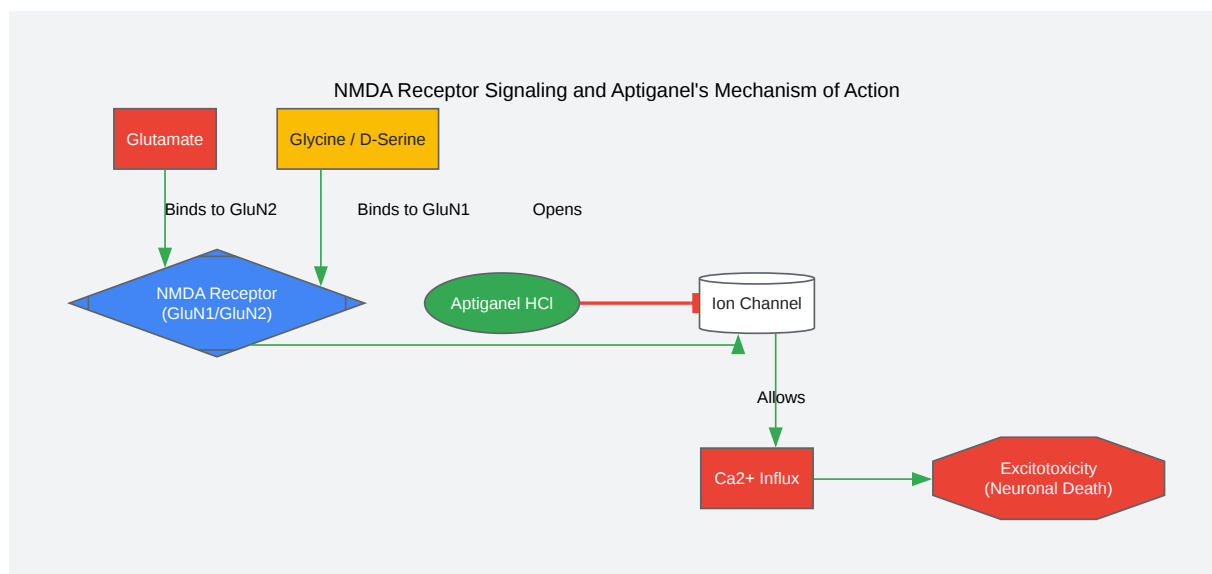 NMDA Receptor Signaling and Aptiganel's Mechanism of Action
Glutamate
Glycine / D-Serine
Binds to GluN2
Binds to GluN1
Opens
NMDA Receptor
(GluN1/GluN2)
Aptiganel HCl
Ion Channel
Allows
Ca2+ Influx
Excitotoxicity
(Neuronal Death)